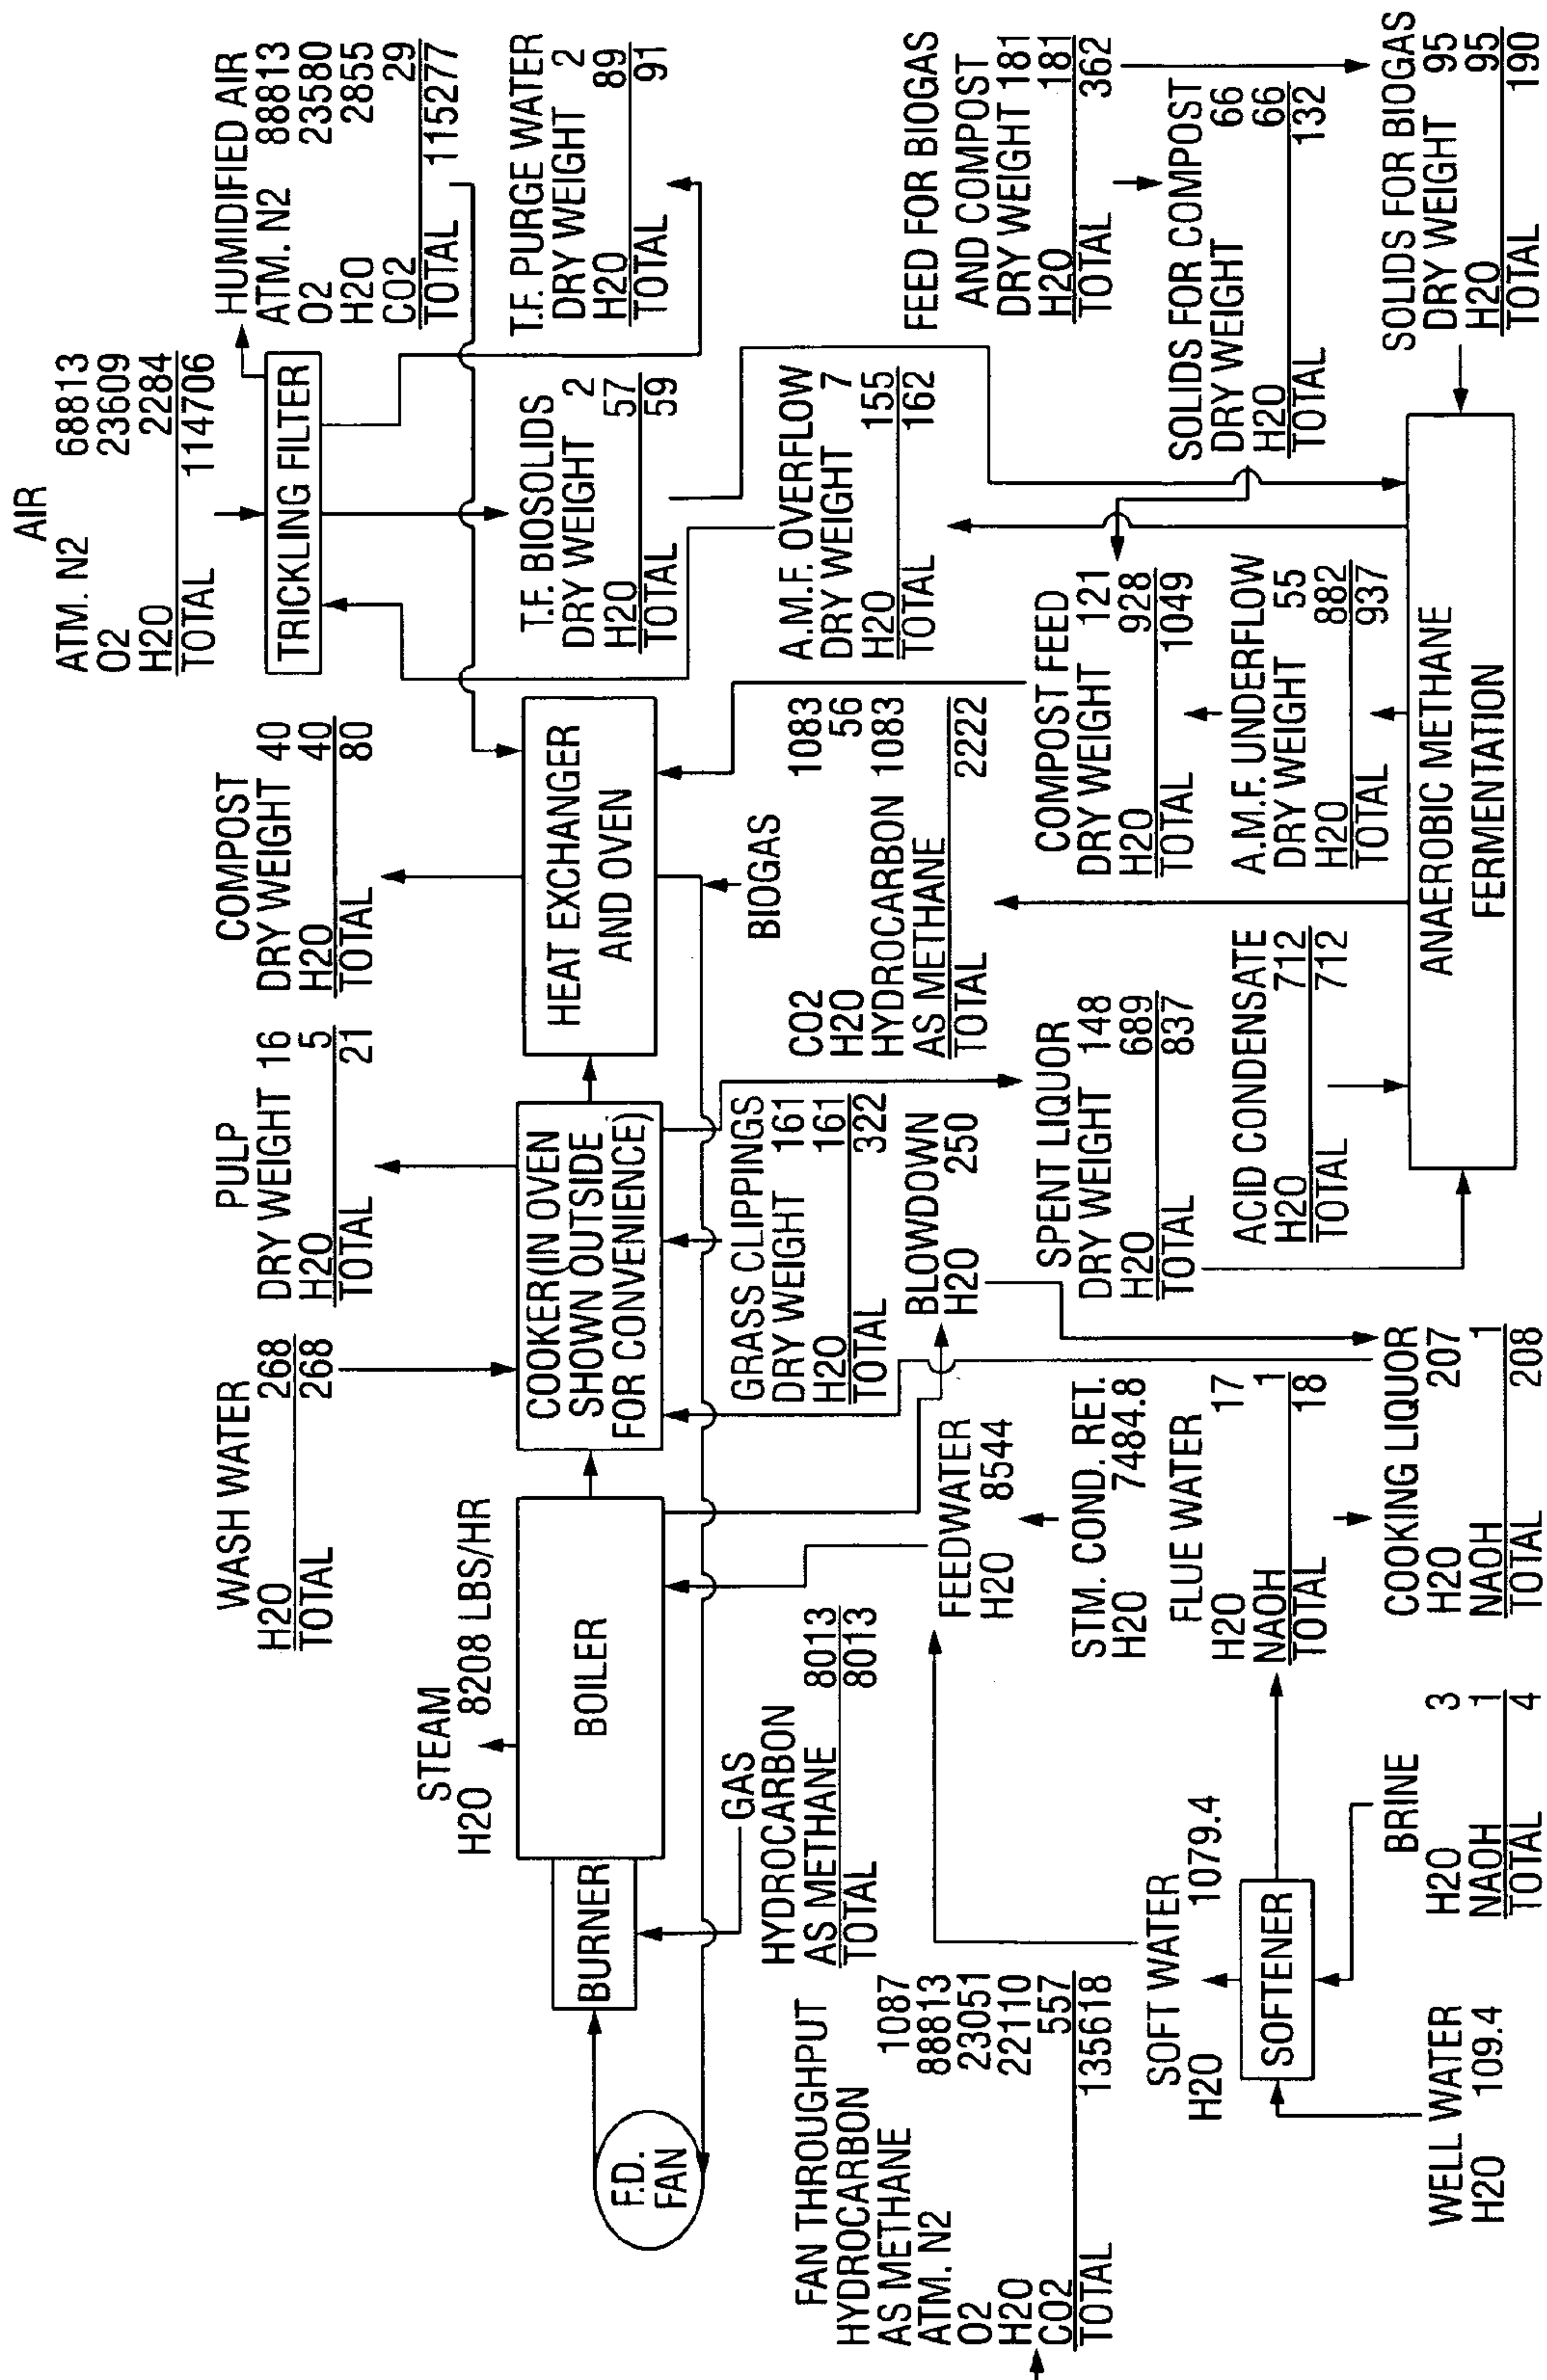 AIR
ATM. N2 68813
O2 23609
H2O 2284
TOTAL 114706
TRICKLING FILTER
HUMIDIFIED AIR
ATM. N2 88813
O2 23580
H2O 2855
CO2 29
TOTAL 115277
WASH WATER
H2O 268
TOTAL 268
PULP
DRY WEIGHT 16
H2O 5
TOTAL 21
COMPOST
DRY WEIGHT 40
H2O 40
TOTAL 80
STEAM
H2O 8208 LBS/HR
F.D.
FAN
BURNER
BOILER
COOKER(IN OVEN
SHOWN OUTSIDE
FOR CONVENIENCE)
HEAT EXCHANGER
AND OVEN
T.F. BIOSOLIDS
DRY WEIGHT 2
H2O 57
TOTAL 59
T.F. PURGE WATER
DRY WEIGHT 2
H2O 89
TOTAL 91
GAS
HYDROCARBON
AS METHANE 8013
TOTAL 8013
GRASS CLIPPINGS
DRY WEIGHT 161
H2O 161
TOTAL 322
BIOGAS
CO2 1083
H2O 56
HYDROCARBON 1083
AS METHANE
TOTAL 2222
A.M.F. OVERFLOW
DRY WEIGHT 7
H2O 155
TOTAL 162
FEED FOR BIOGAS
AND COMPOST
DRY WEIGHT 181
H2O 181
TOTAL 362
FAN THROUGHPUT
HYDROCARBON
AS METHANE 1087
ATM. N2 88813
O2 23051
H2O 22110
CO2 557
TOTAL 135618
FEEDWATER
H2O 8544
BLOWDOWN
H2O 250
STM. COND. RET.
H2O 7484.8
SPENT LIQUOR
DRY WEIGHT 148
H2O 689
TOTAL 837
COMPOST FEED
DRY WEIGHT 121
H2O 928
TOTAL 1049
SOLIDS FOR COMPOST
DRY WEIGHT 66
H2O 66
TOTAL 132
SOFT WATER
H2O 1079.4
SOFTENER
FLUE WATER
H2O 17
NAOH 1
TOTAL 18
ACID CONDENSATE
H2O 712
TOTAL 712
A.M.F. UNDERFLOW
DRY WEIGHT 55
H2O 882
TOTAL 937
SOLIDS FOR BIOGAS
DRY WEIGHT 95
H2O 95
TOTAL 190
WELL WATER
H2O 109.4
BRINE
H2O 3
NAOH 1
TOTAL 4
COOKING LIQUOR
H2O 207
NAOH 1
TOTAL 208
ANAEROBIC METHANE
FERMENTATION